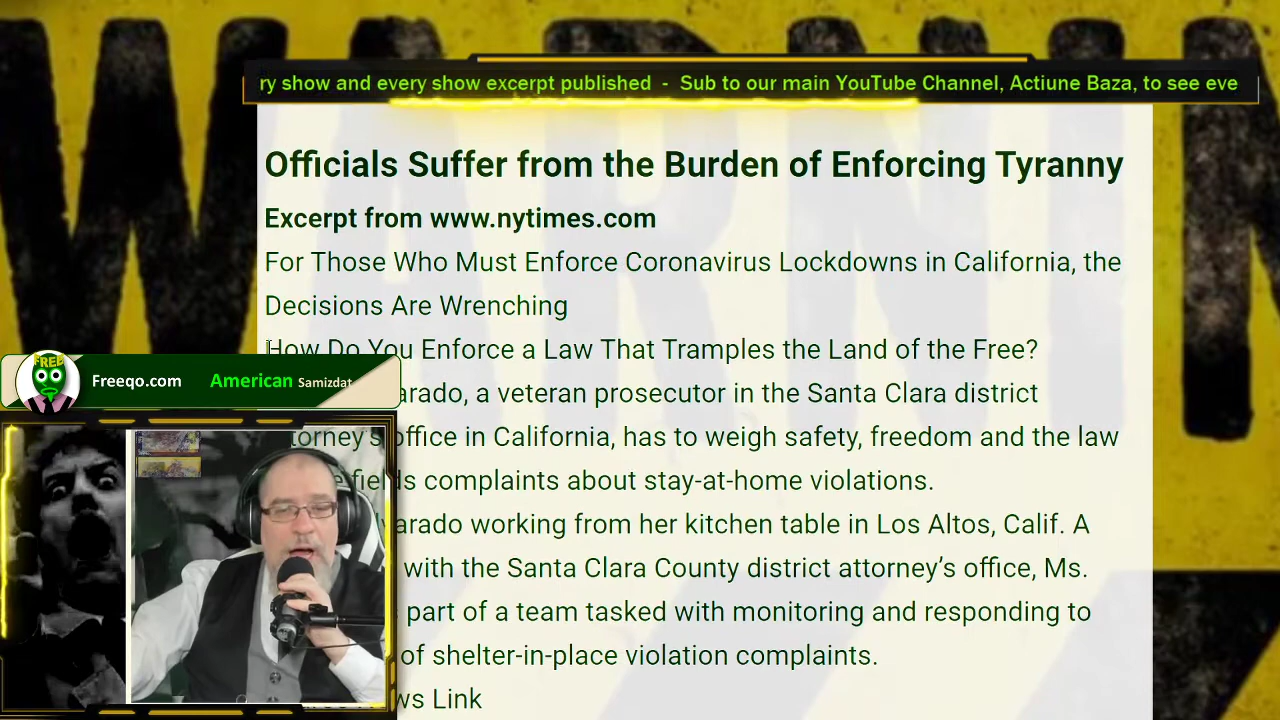 WARNIN
ry show and every show excerpt published - Sub to our main YouTube Channel, Actiune Baza, to see eve
Officials Suffer from the Burden of Enforcing Tyranny
Excerpt from www.nytimes.com
For Those Who Must Enforce Coronavirus Lockdowns in California, the
Decisions Are Wrenching
How Do You Enforce a Law That Tramples the Land of the Free?
arado, a veteran prosecutor in the Santa Clara district
torney's office in California, has to weigh safety, freedom and the law
fields complaints about stay-at-home violations.
varado working from her kitchen table in Los Altos, Calif. A
with the Santa Clara County district attorney’s office, Ms.
part of a team tasked with monitoring and responding to
of shelter-in-place violation complaints.
ws Link
FREE
Freeqo.com American Samizdat